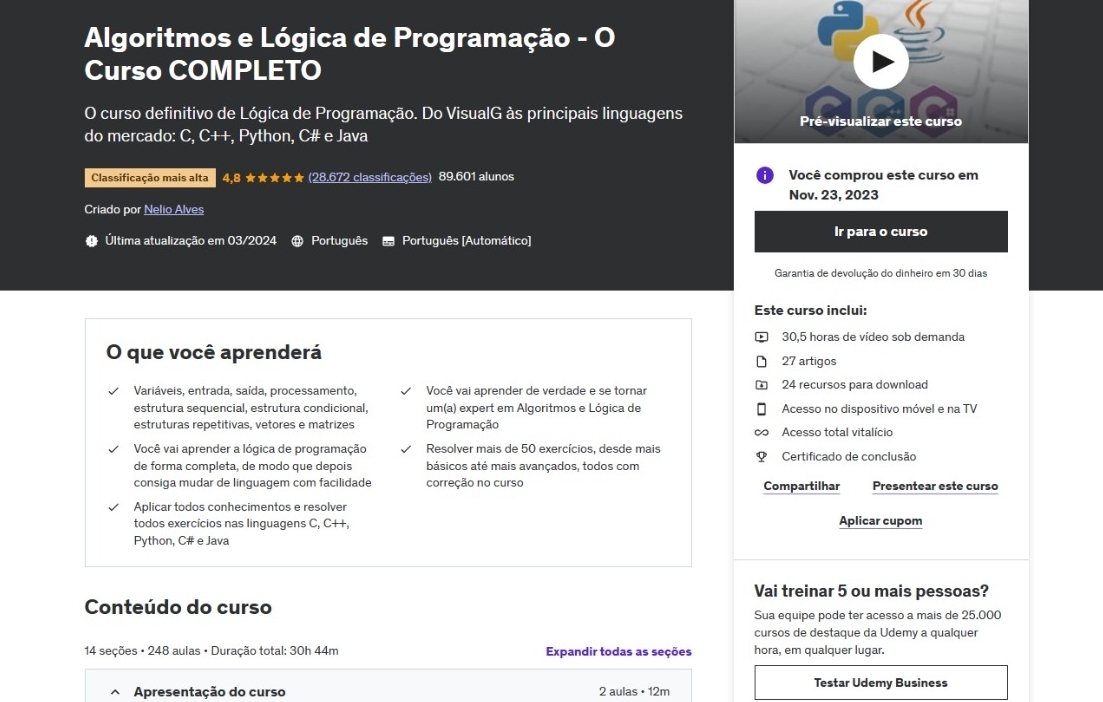 Algoritmos e Lógica de Programação - O
Curso COMPLETO
O curso definitivo de Lógica de Programação. Do VisualG às principais linguagens
do mercado: C, C++, Python, C# e Java
Classificação mais alta 4,8 (28.672 classificações) 89.601 alunos
Criado por Nelio Alves
Última atualização em 03/2024 Português Português [Automático]
Pré-visualizar este curso
Você comprou este curso em
Nov. 23, 2023
Ir para o curso
Garantia de devolução do dinheiro em 30 dias
Este curso inclui:
30,5 horas de vídeo sob demanda
27 artigos
24 recursos para download
Acesso no dispositivo móvel e na TV
Acesso total vitalício
Certificado de conclusão
Compartilhar Presentear este curso
Aplicar cupom
O que você aprenderá
Variáveis, entrada, saída, processamento,
estrutura sequencial, estrutura condicional,
estruturas repetitivas, vetores e matrizes
Você vai aprender de verdade e se tornar
um(a) expert em Algoritmos e Lógica de
Programação
Você vai aprender a lógica de programação
de forma completa, de modo que depois
consiga mudar de linguagem com facilidade
Resolver mais de 50 exercícios, desde mais
básicos até mais avançados, todos com
correção no curso
Aplicar todos conhecimentos e resolver
todos exercícios nas linguagens C, C++,
Python, C# e Java
Conteúdo do curso
14 seções • 248 aulas • Duração total: 30h 44m
Expandir todas as seções
Apresentação do curso 2 aulas • 12m
Vai treinar 5 ou mais pessoas?
Sua equipe pode ter acesso a mais de 25.000
cursos de destaque da Udemy a qualquer
hora, em qualquer lugar.
Testar Udemy Business